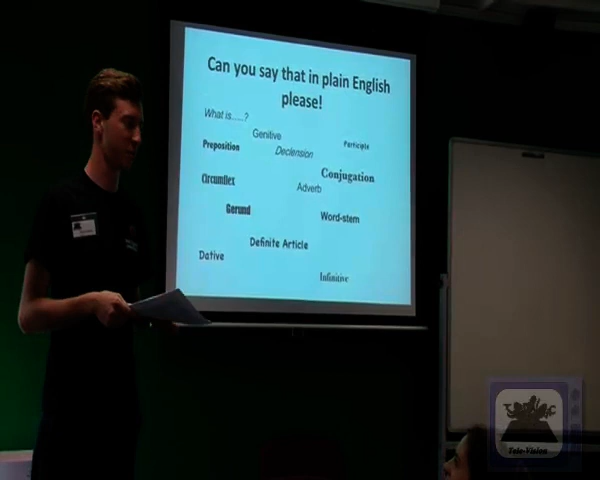 Can you say that in plain English
please!
What is.....?
Genitive
Participle
Preposition
Declension
Conjugation
Circumflex
Adverb
Gerund
Word-stem
Definite Article
Dative
Infinitive
Tele-Vision